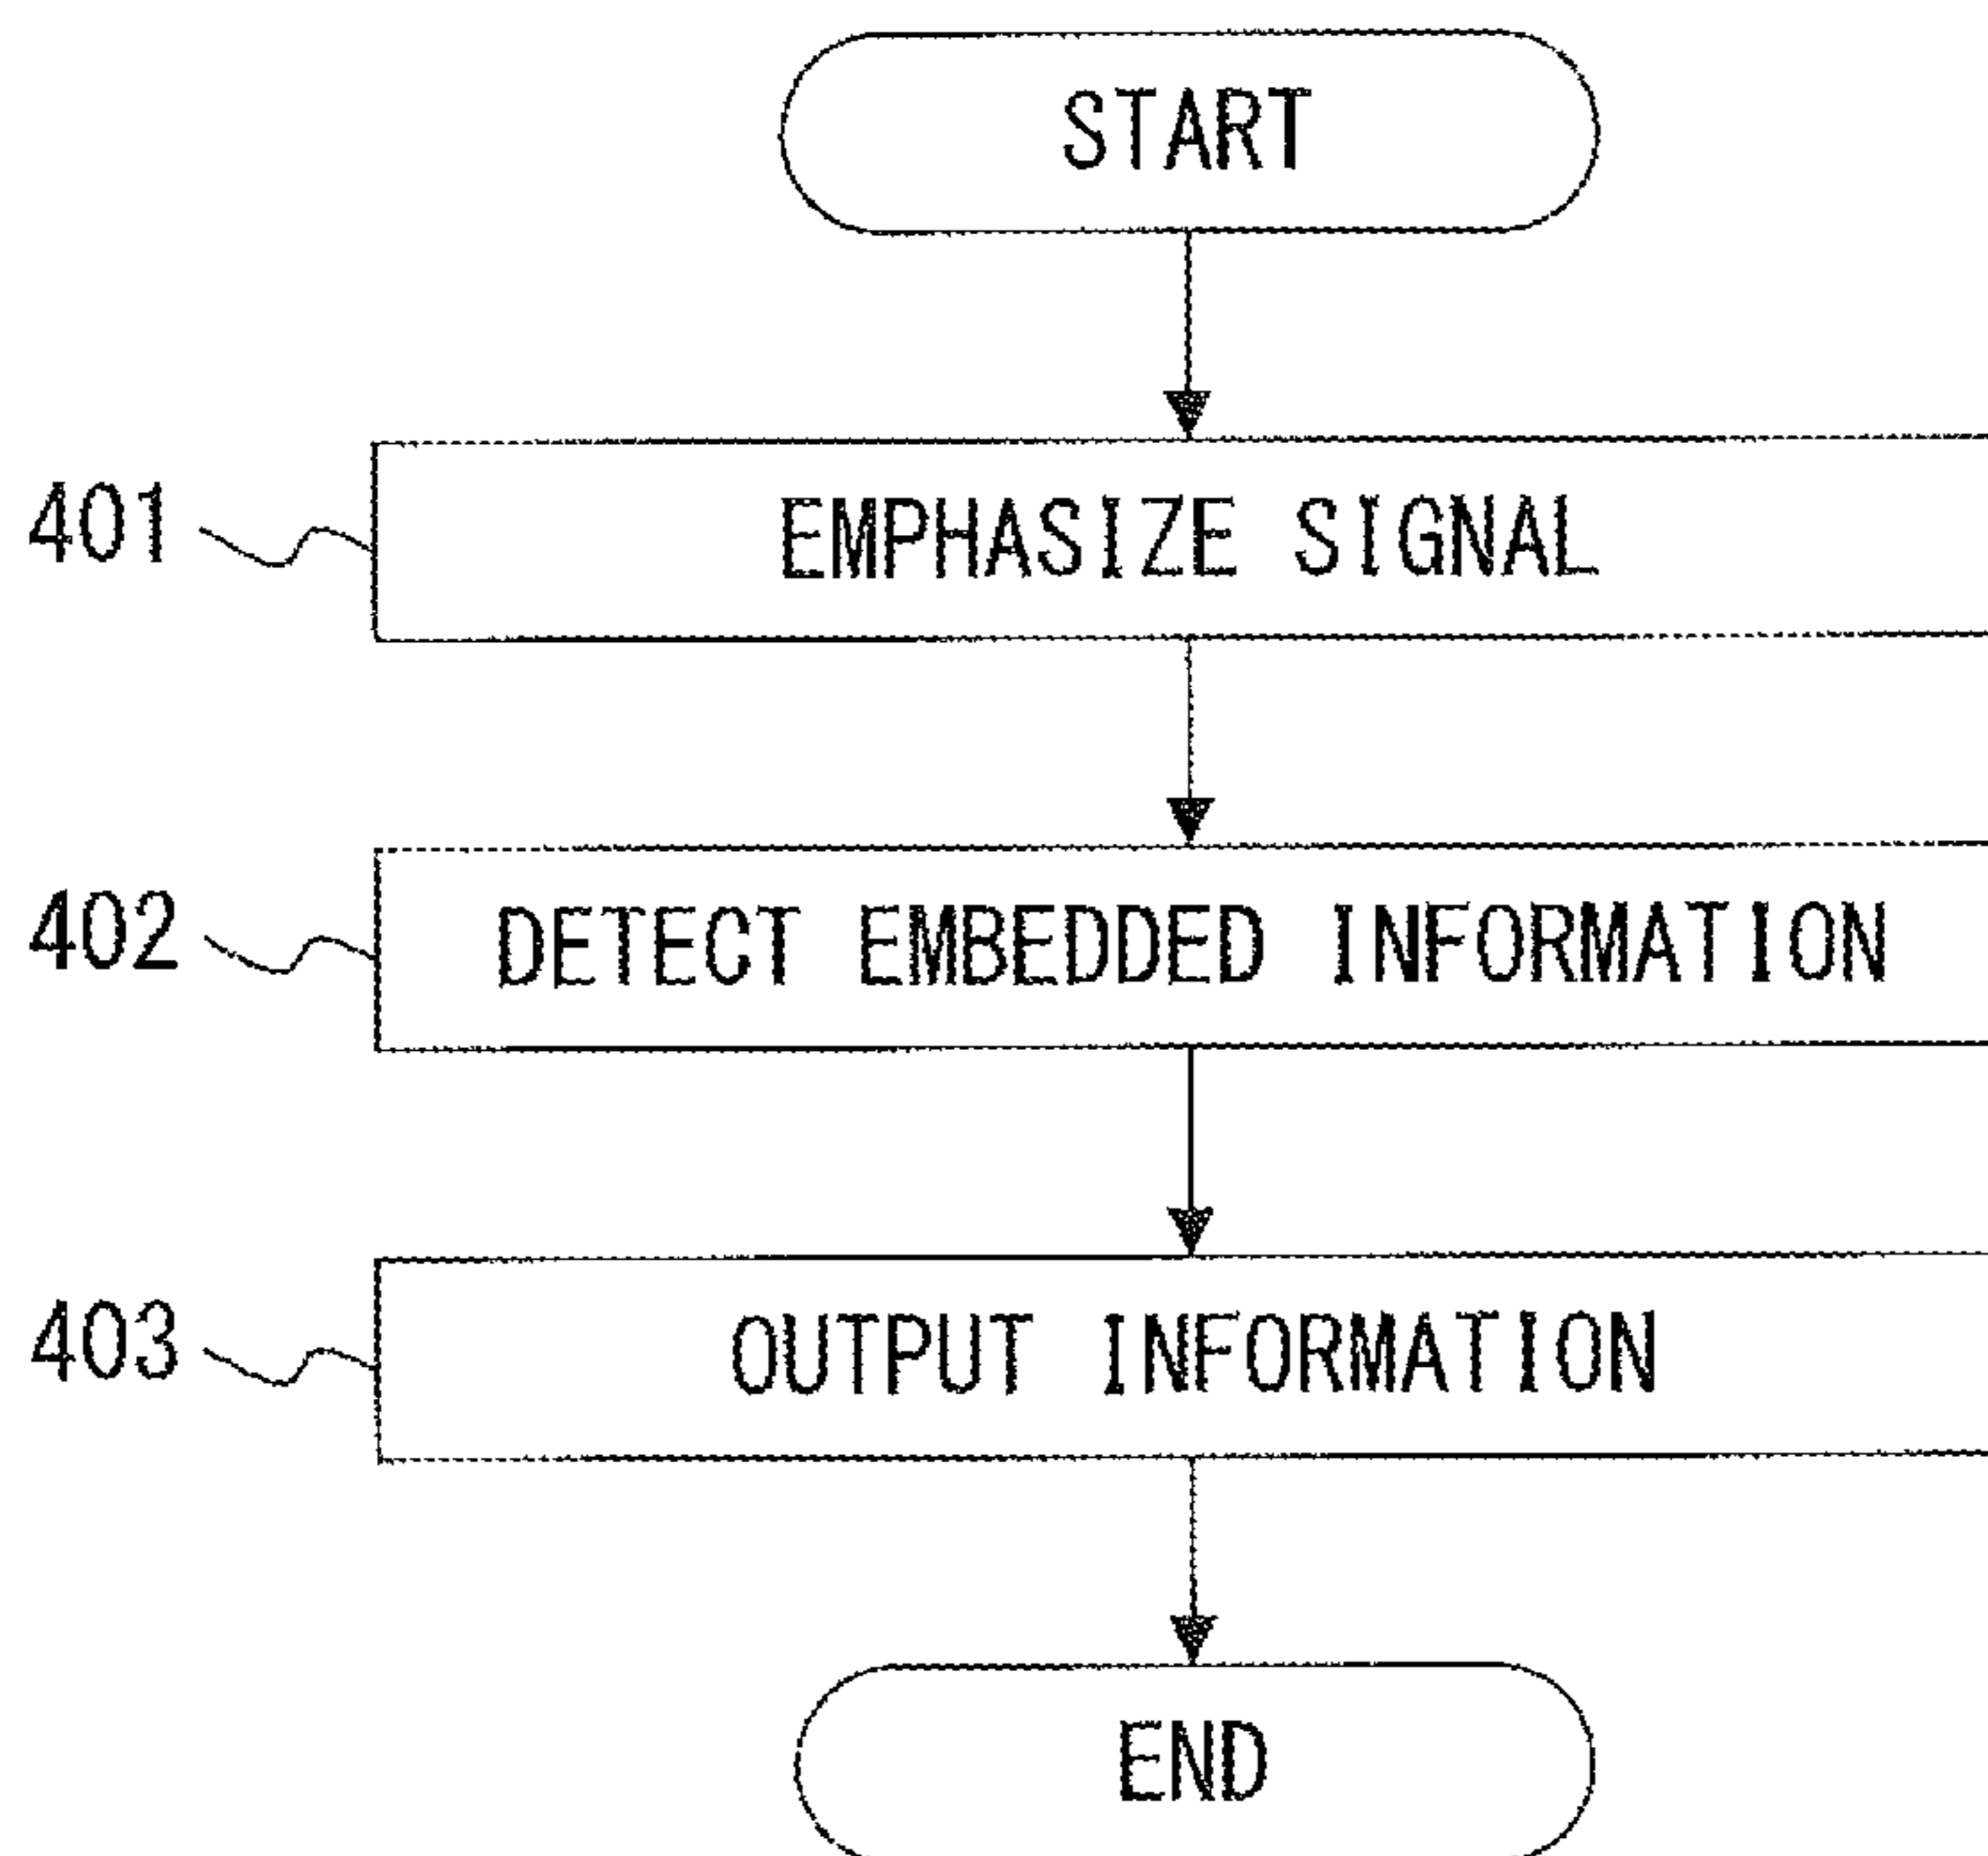 START
401 EMPHASIZE SIGNAL
402 DETECT EMBEDDED INFORMATION
403 OUTPUT INFORMATION
END